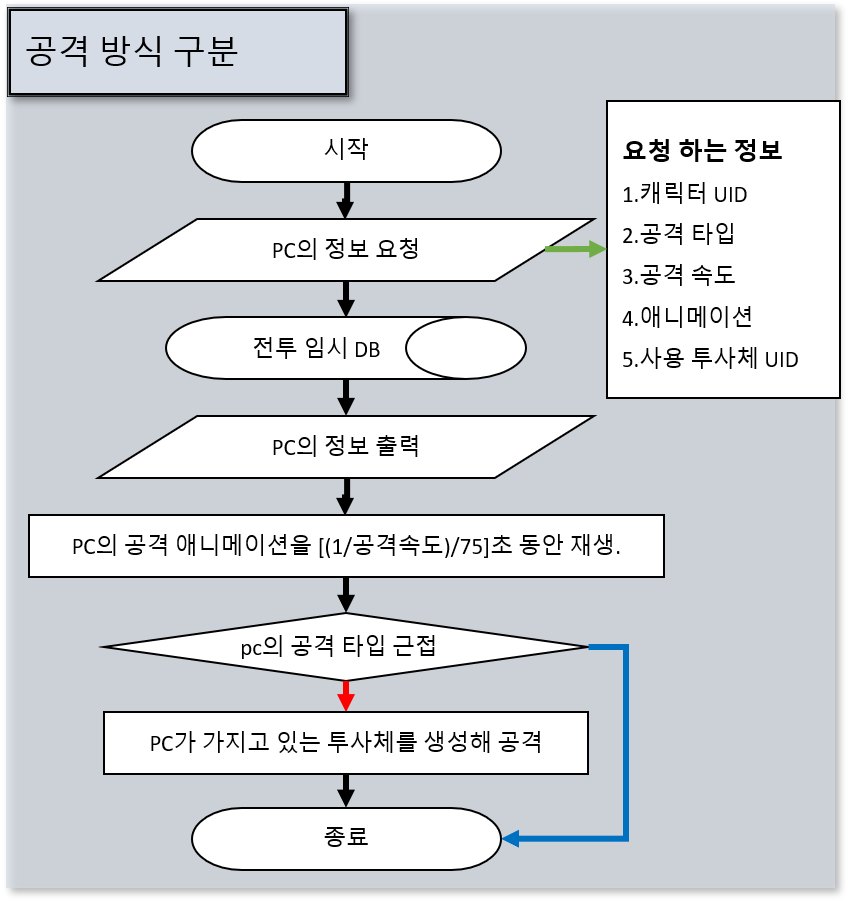 공격 방식 구분
시작
PC의 정보 요청
요청 하는 정보
1.캐릭터 UID
2.공격 타입
3.공격 속도
4.애니메이션
5.사용 투사체 UID
전투 임시 DB
PC의 정보 출력
PC의 공격 애니메이션을 [(1/공격속도)/75]초 동안 재생.
pc의 공격 타입 근접
PC가 가지고 있는 투사체를 생성해 공격
종료